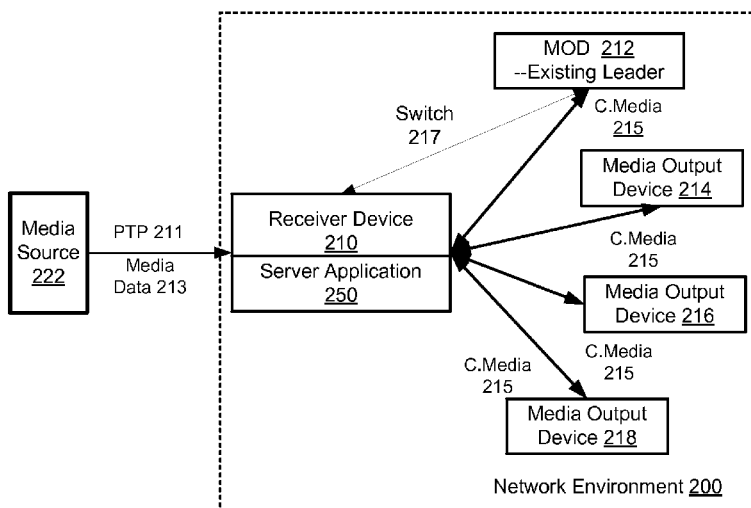 MOD 212
--Existing Leader
Switch
217
C.Media
215
Media Output
Device 214
Media
Source
222
PTP 211
Media
Data 213
Receiver Device
210
Server Application
250
C.Media
215
Media Output
Device 216
C.Media
215
C.Media
215
Media Output
Device 218
Network Environment 200